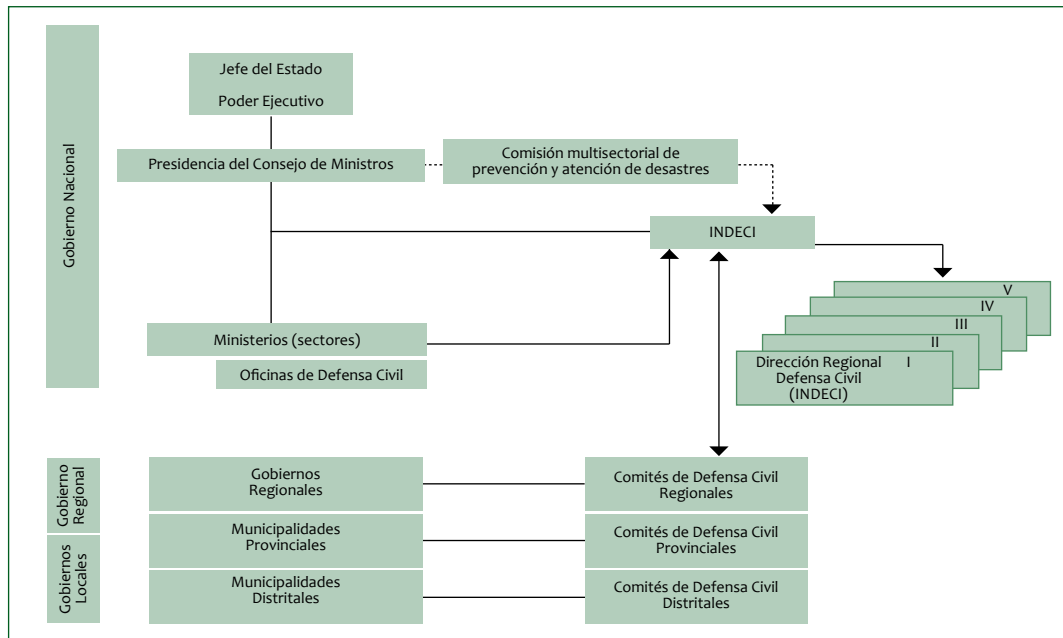 Gobierno Nacional
Jefe del Estado
Poder Ejecutivo
Presidencia del Consejo de Ministros
Comisión multisectorial de
prevención y atención de desastres
INDECI
V
IV
III
II
Dirección Regional I
Defensa Civil
(INDECI)
Ministerios (sectores)
Oficinas de Defensa Civil
Gobierno
Regional
Gobiernos
Regionales
Comités de Defensa Civil
Regionales
Gobiernos
Locales
Municipalidades
Provinciales
Comités de Defensa Civil
Provinciales
Municipalidades
Distritales
Comités de Defensa Civil
Distritales